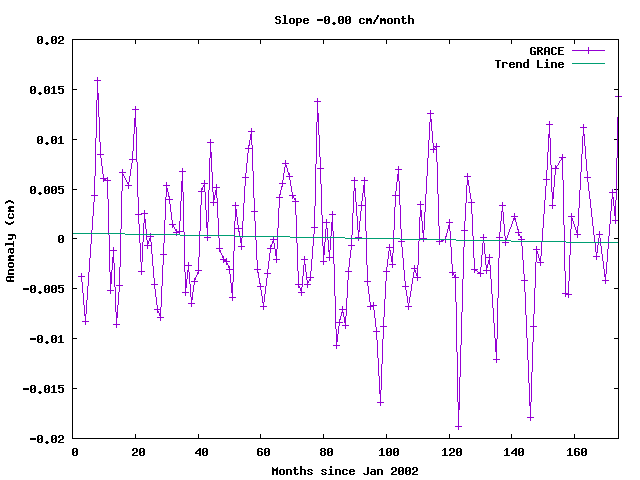 Slope -0.00 cm/month
GRACE
Trend Line
Anomaly (cm)
0.02
0.015
0.01
0.005
0
-0.005
-0.01
-0.015
-0.02
0 20 40 60 80 100 120 140 160
Months since Jan 2002